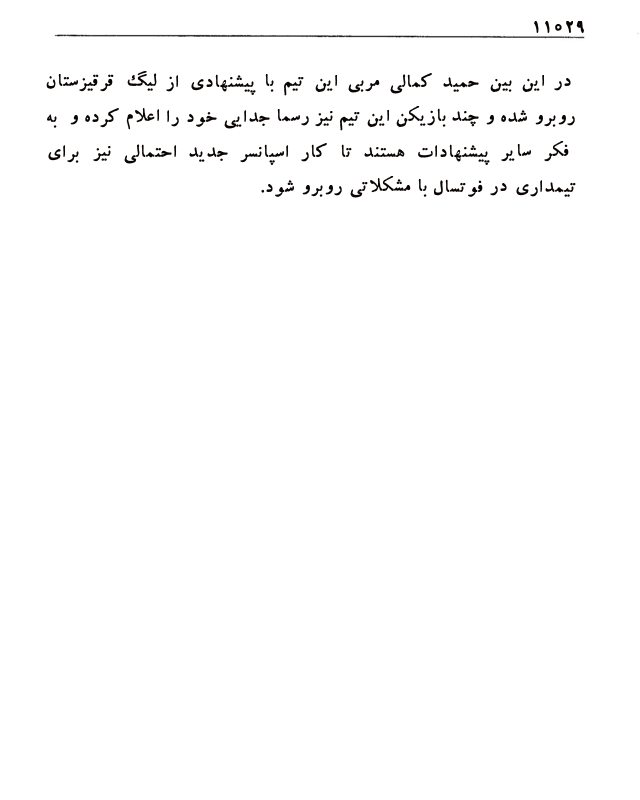 ۱۱۰۲۹
در این بین حمید کمالی مربی این تیم با پیشنهادی از لیگ قرقیزستان
روبرو شده و چند بازیکن این تیم نیز رسما جدایی خود را اعلام کرده و به
فکر سایر پیشنهادات هستند تا کار اسپانسر جدید احتمالی نیز برای
تیمداری در فوتسال با مشکلاتی روبرو شود.